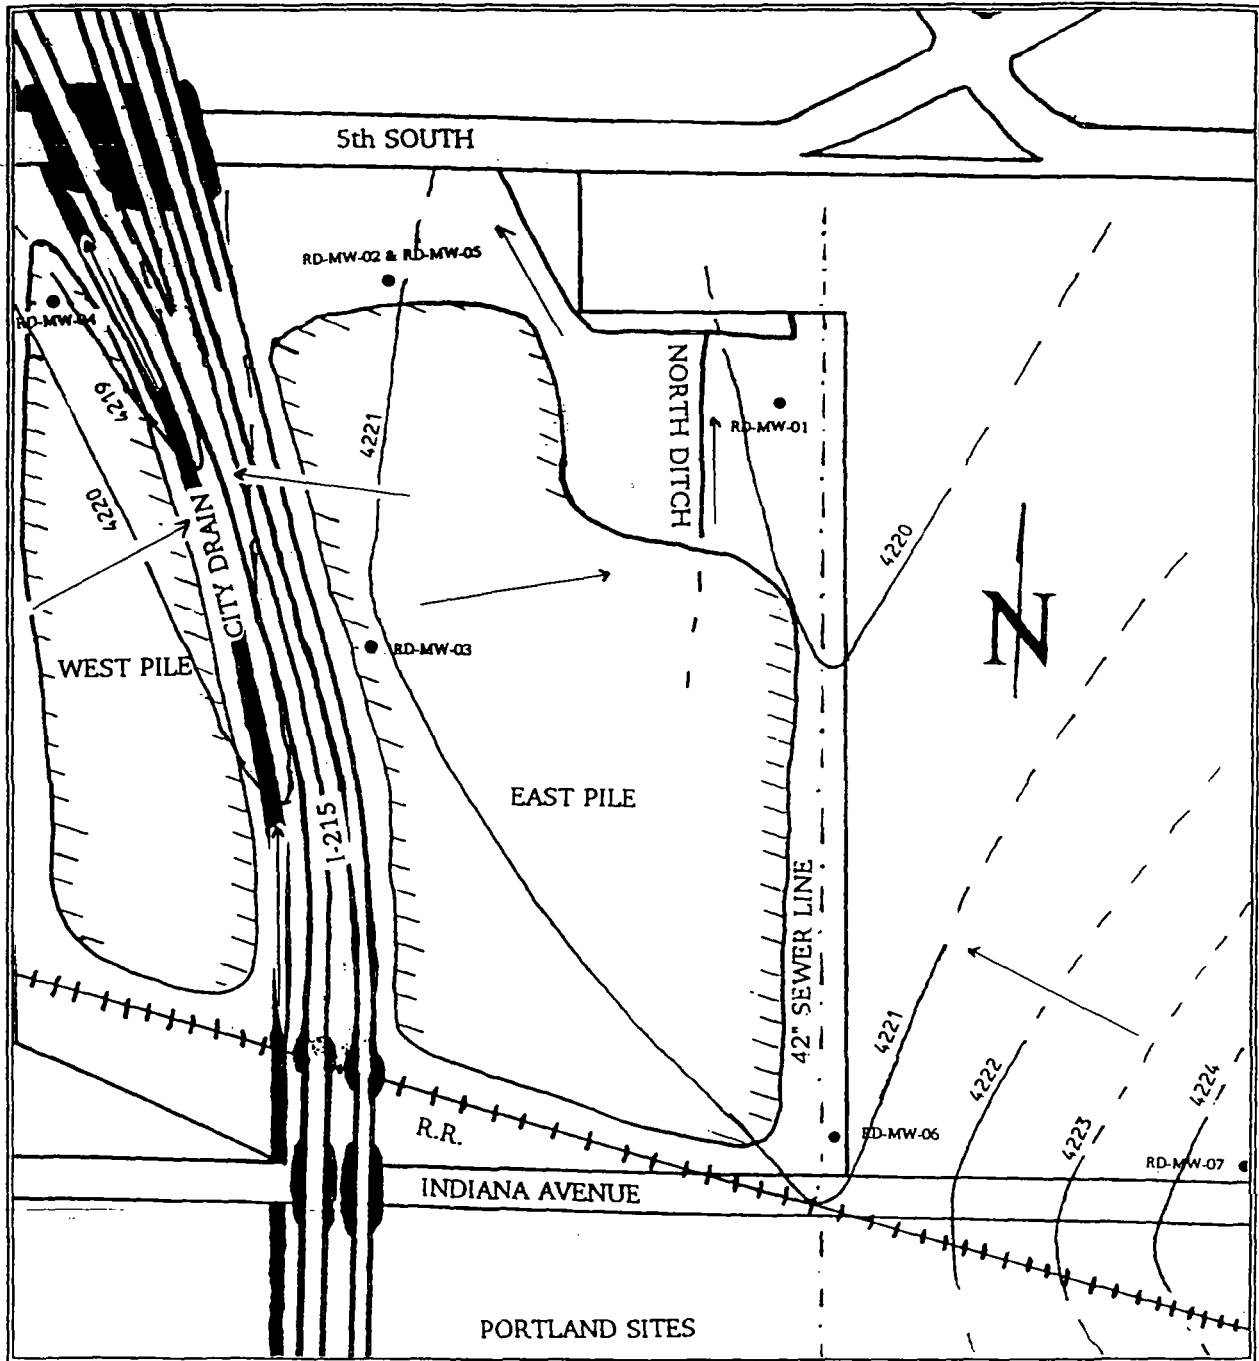 5th SOUTH
RD-MW-02 & RD-MW-05
RD-MW-04
4219
4221
NORTH DITCH
RD-MW-01
4220
CITY DRAIN
4220
N
WEST PILE
RD-MW-03
EAST PILE
I-215
42" SEWER LINE
4221
4222
4223
4224
R.R.
RD-MW-06
RD-MW-07
INDIANA AVENUE
PORTLAND SITES